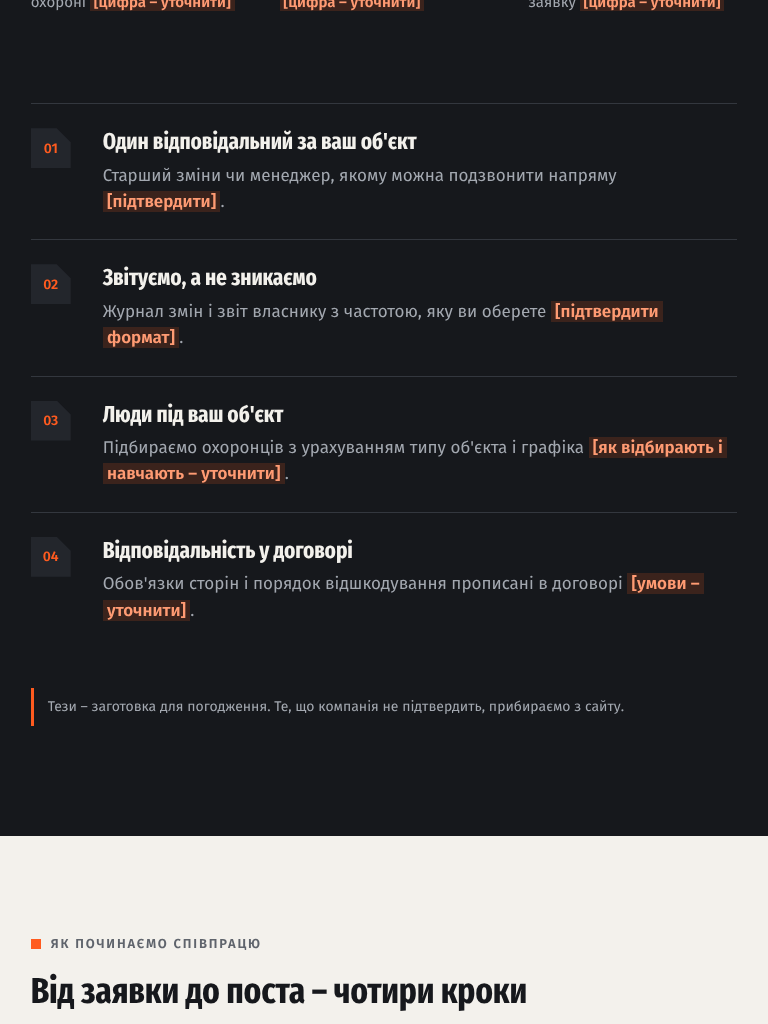 охороні [цифра – уточнити] [цифра – уточнити] заявку [цифра – уточнити]
01
Один відповідальний за ваш об'єкт
Старший зміни чи менеджер, якому можна подзвонити напряму
[підтвердити].
02
Звітуємо, а не зникаємо
Журнал змін і звіт власнику з частотою, яку ви оберете [підтвердити
формат].
03
Люди під ваш об'єкт
Підбираємо охоронців з урахуванням типу об'єкта і графіка [як відбирають і
навчають – уточнити].
04
Відповідальність у договорі
Обов'язки сторін і порядок відшкодування прописані в договорі [умови –
уточнити].
Тези – заготовка для погодження. Те, що компанія не підтвердить, прибираємо з сайту.
ЯК ПОЧИНАЄМО СПІВПРАЦЮ
Від заявки до поста – чотири кроки